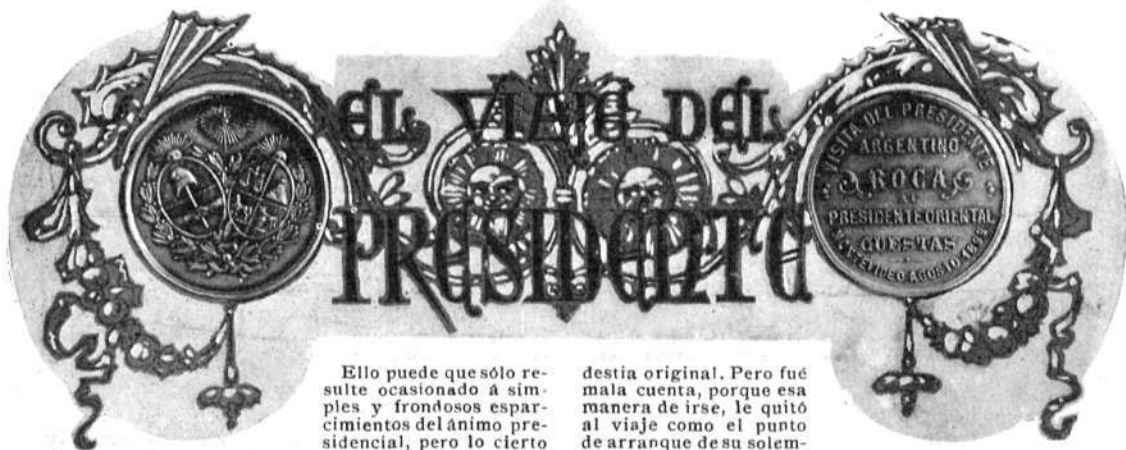 EL VIAJE DEL
PRESIDENTE
VISITA DEL PRESIDENTE
ARGENTINO
ROCA
AL
PRESIDENTE ORIENTAL
CUESTAS
MONTEVIDEO AGOSTO
Ello puede que sólo re-
sulte ocasionado á sim-
ples y frondosos espar-
cimientos del ánimo pre-
sidencial, pero lo cierto
destia original. Pero fué
mala cuenta, porque esa
manera de irse, le quitó
al viaje como el punto
de arranque de su solem-